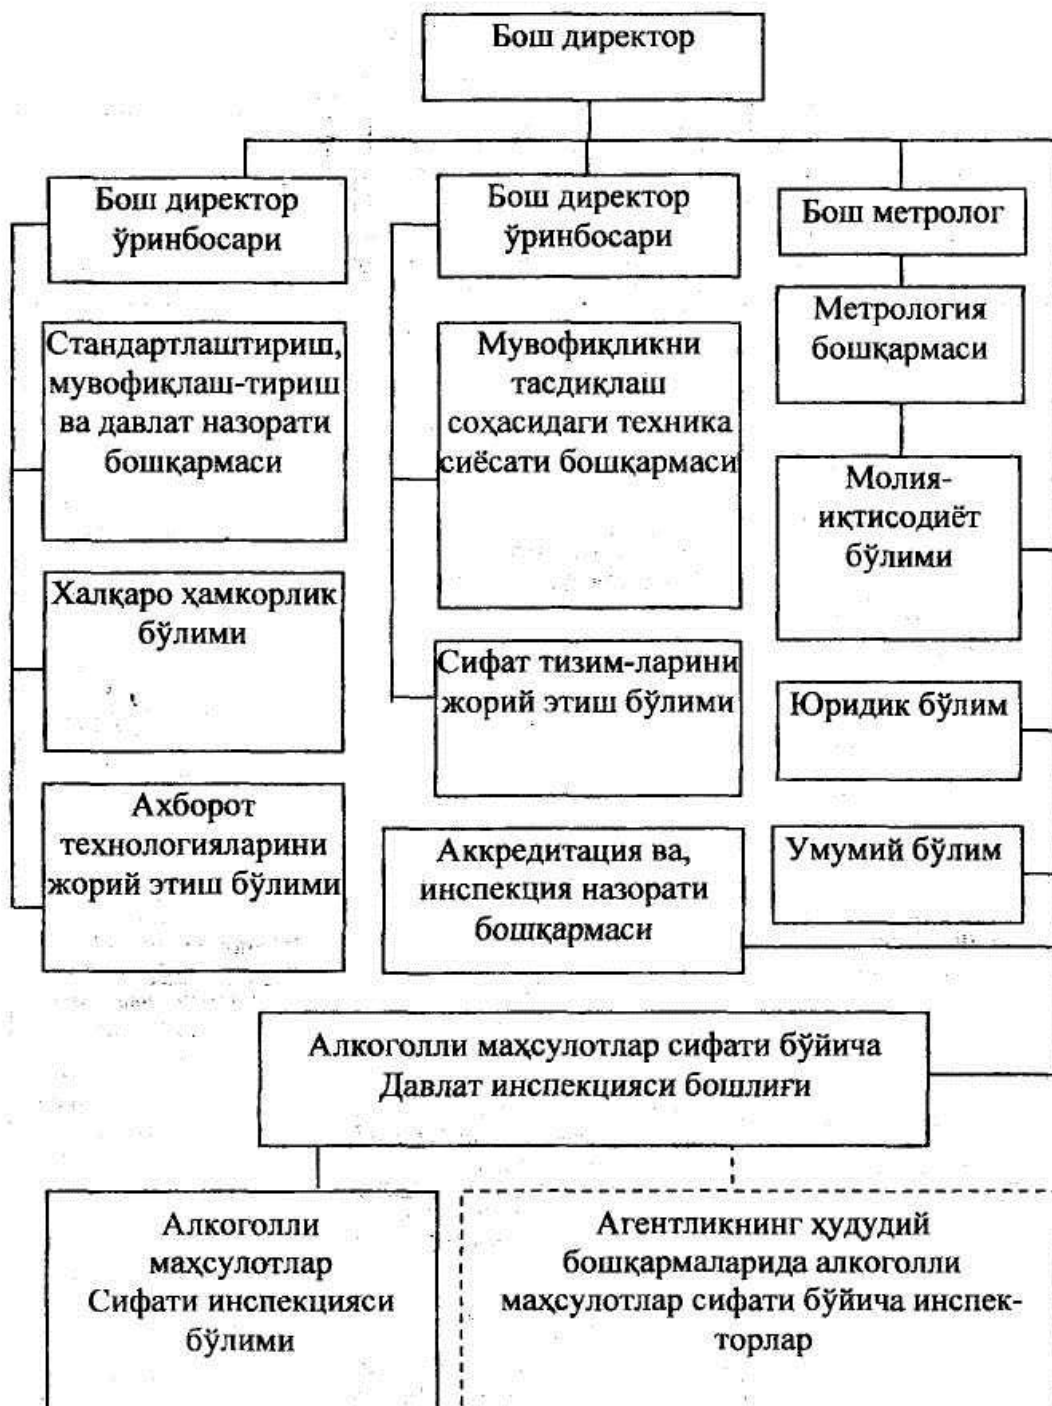 Бош директор
Бош директор
ўринбосари
Бош директор
ўринбосари
Бош метролог
Метрология
бошқармаси
Стандартлаштириш,
мувофиқлаш-тириш
ва давлат назорати
бошқармаси
Мувофиқликни
тасдиқлаш
соҳасидаги техника
сиёсати бошқармаси
Молия-
иқтисодиёт
бўлими
Халқаро ҳамкорлик
бўлими
Сифат тизим-ларини
жорий этиш бўлими
Юридик бўлим
Ахборот
технологияларини
жорий этиш бўлими
Аккредитация ва,
инспекция назорати
бошқармаси
Умумий бўлим
Алкоголли маҳсулотлар сифати бўйича
Давлат инспекцияси бошлиғи
Алкоголли
маҳсулотлар
Сифати инспекцияси
бўлими
Агентликнинг ҳудудий
бошқармаларида алкоголли
маҳсулотлар сифати бўйича инспек-
торлар